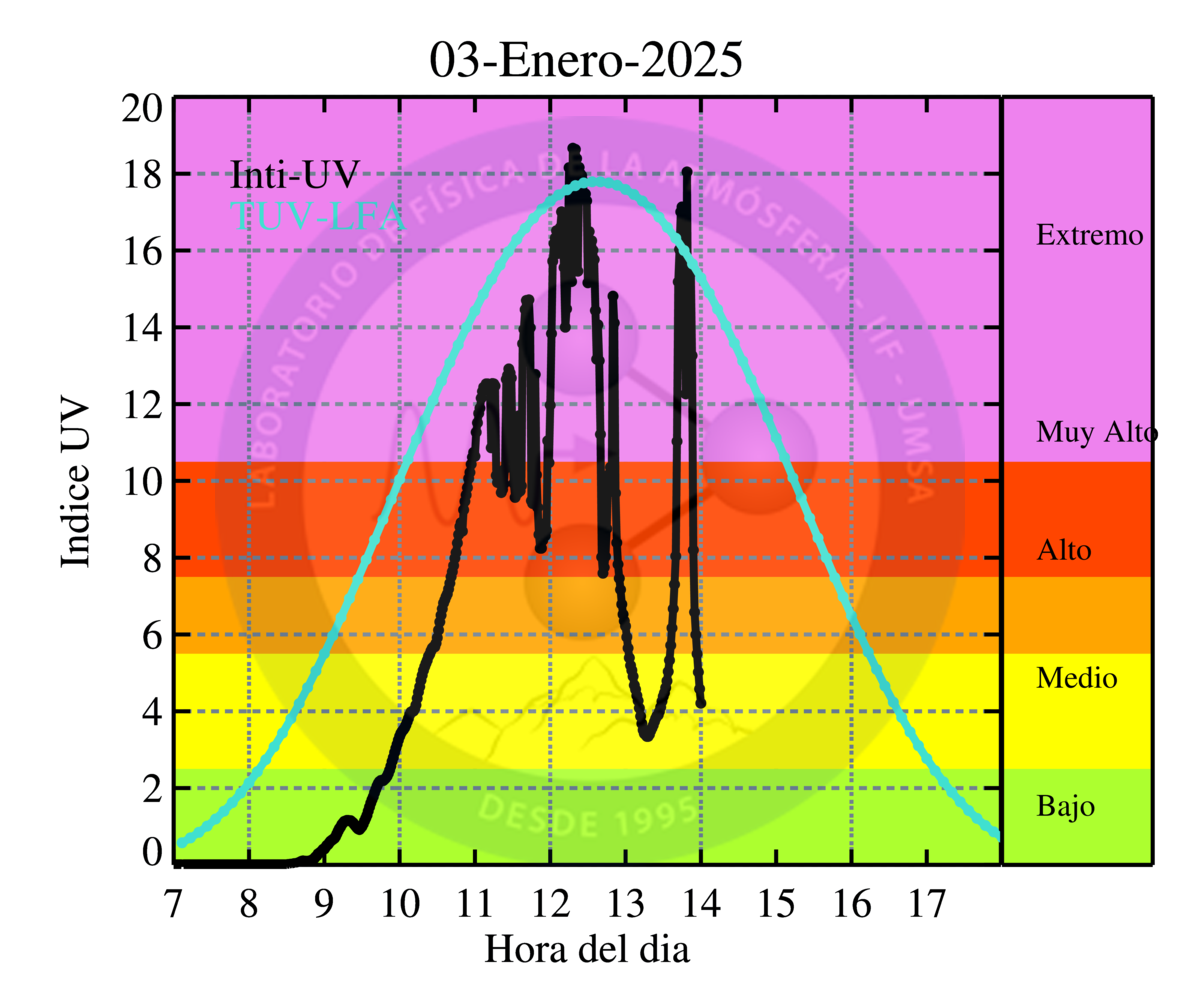 03-Enero-2025
Inti-UV
TUV-LFA
Indice UV
20
18
16
14
12
10
8
6
4
2
0
7 8 9 10 11 12 13 14 15 16 17
Hora del dia
Extremo
Muy Alto
Alto
Medio
Bajo
LABORATORIO DE FÍSICA DE LA ATMÓSFERA - IIF - UMSA
DESDE 1995